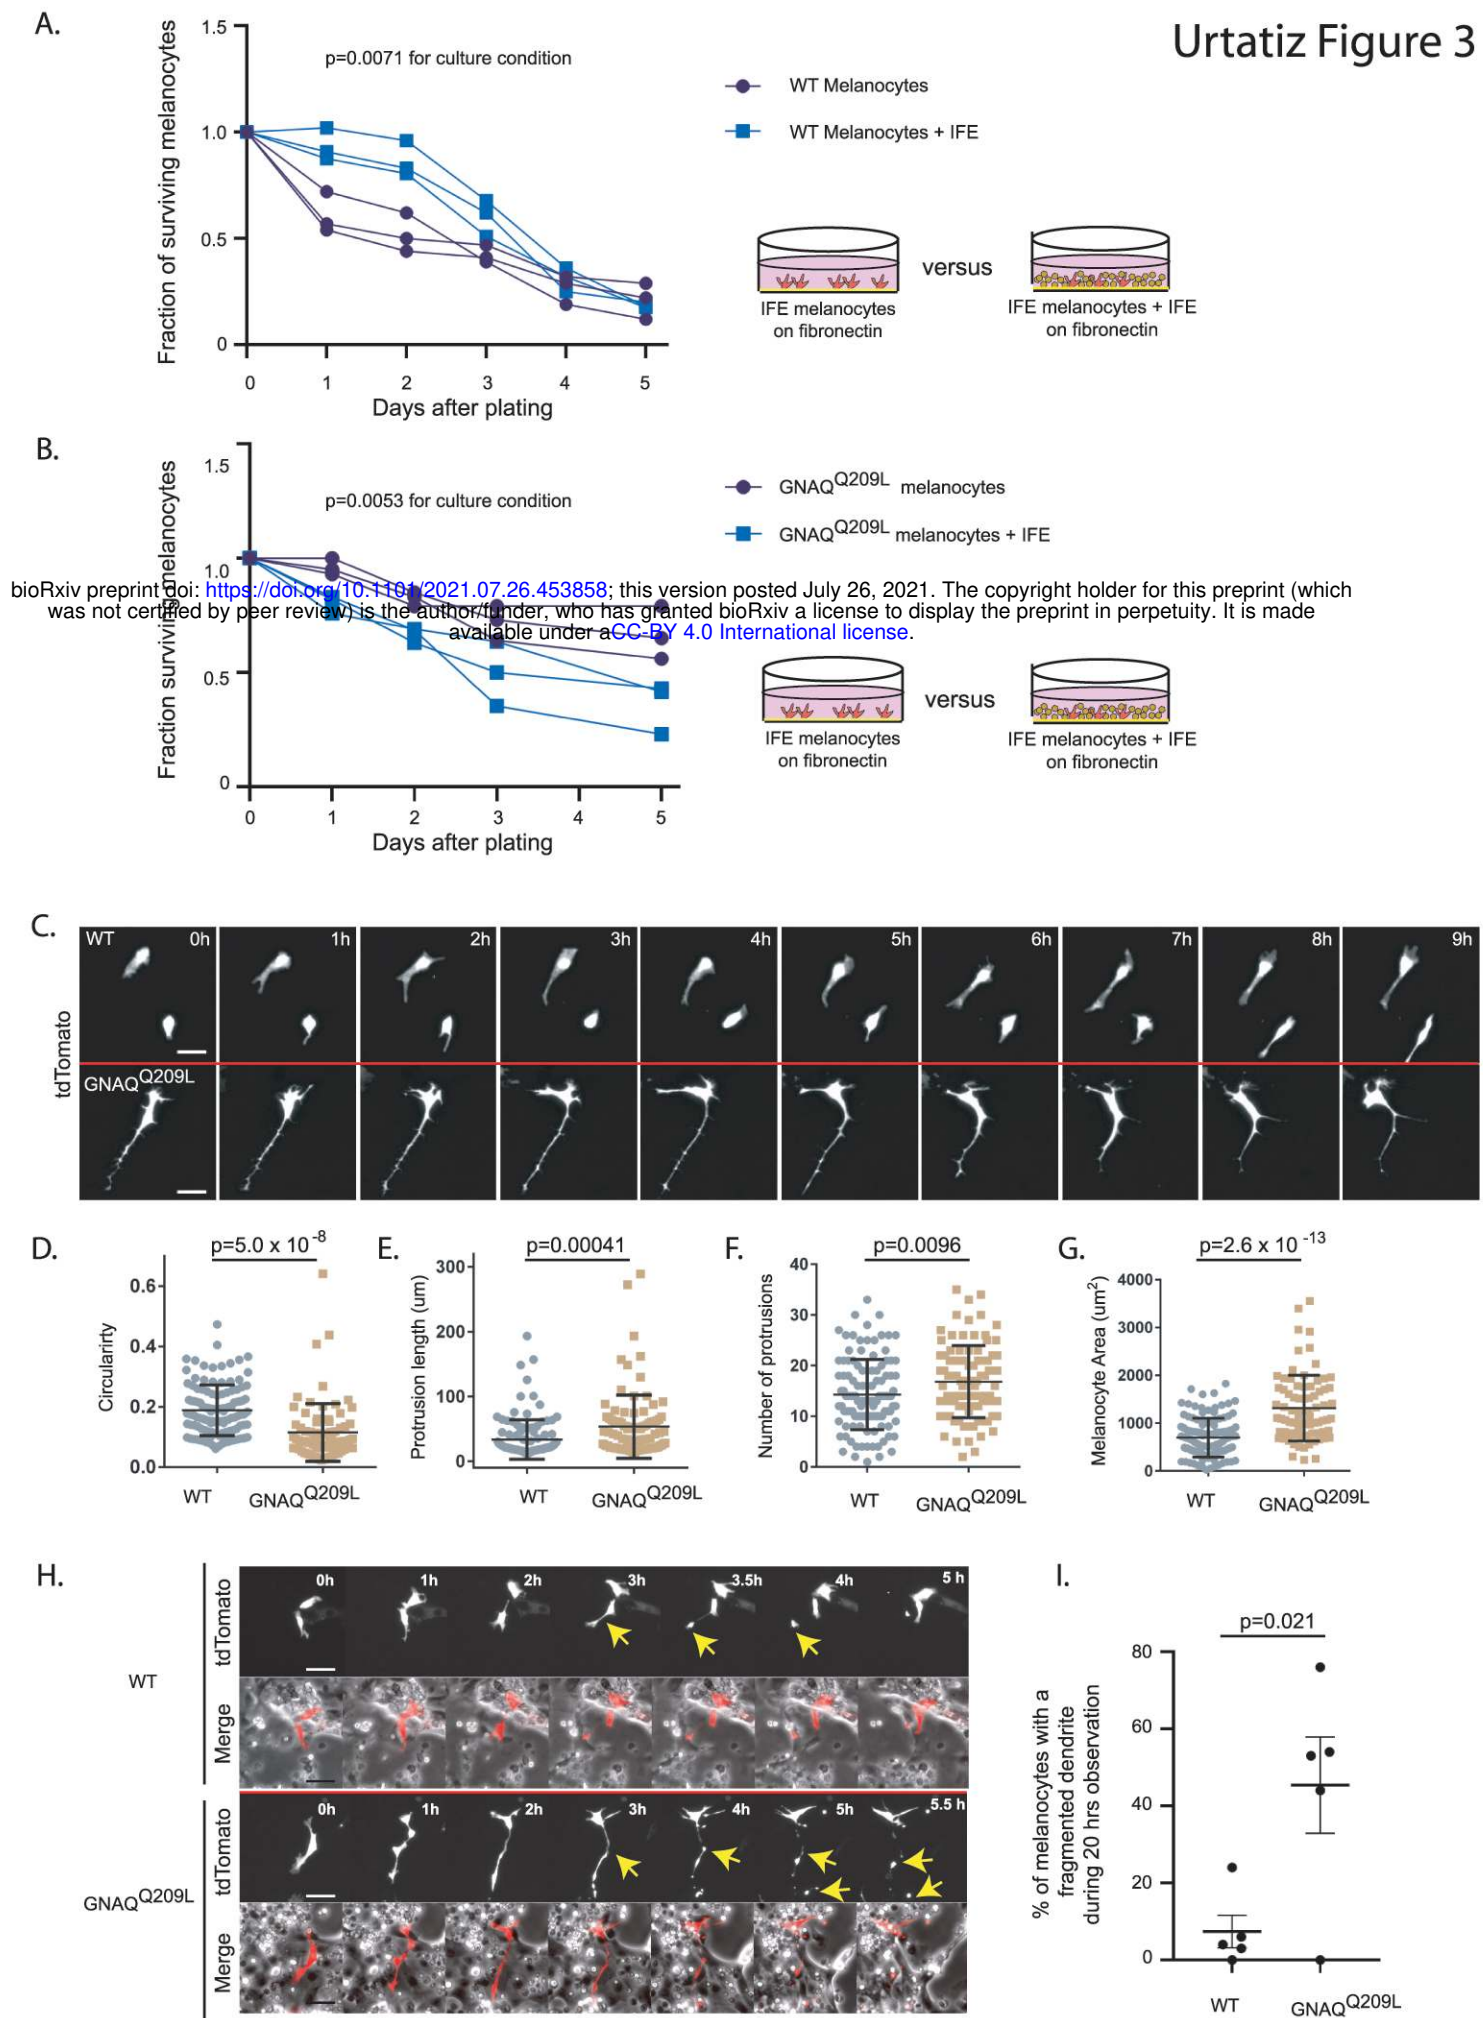 Urtatiz Figure 3
A.
Fraction of surviving melanocytes
1.5
1.0
0.5
0
p=0.0071 for culture condition
0 1 2 3 4 5
Days after plating
WT Melanocytes
WT Melanocytes + IFE
versus
IFE melanocytes
on fibronectin
IFE melanocytes + IFE
on fibronectin
B.
Fraction surviving melanocytes
1.5
1.0
0.5
0
p=0.0053 for culture condition
0 1 2 3 4 5
Days after plating
GNAQQ209L melanocytes
GNAQQ209L melanocytes + IFE
bioRxiv preprint doi: https://doi.org/10.1101/2021.07.26.453858; this version posted July 26, 2021. The copyright holder for this preprint (which
was not certified by peer review) is the author/funder, who has granted bioRxiv a license to display the preprint in perpetuity. It is made
available under aCC-BY 4.0 International license.
versus
IFE melanocytes
on fibronectin
IFE melanocytes + IFE
on fibronectin
C.
tdTomato
WT 0h 1h 2h 3h 4h 5h 6h 7h 8h 9h
GNAQQ209L
D.
p=5.0 x 10 -8
Circularirty
0.6
0.4
0.2
0.0
WT GNAQQ209L
E.
p=0.00041
Protrusion length (um)
300
200
100
0
WT GNAQQ209L
F.
p=0.0096
Number of protrusions
40
30
20
10
0
WT GNAQQ209L
G.
p=2.6 x 10 -13
Melanocyte Area (um2)
4000
3000
2000
1000
0
WT GNAQQ209L
H.
WT
tdTomato
0h 1h 2h 3h 3.5h 4h 5 h
Merge
GNAQQ209L
tdTomato
0h 1h 2h 3h 4h 5h 5.5 h
Merge
I.
p=0.021
% of melanocytes with a
fragmented dendrite
during 20 hrs observation
80
60
40
20
0
WT GNAQQ209L